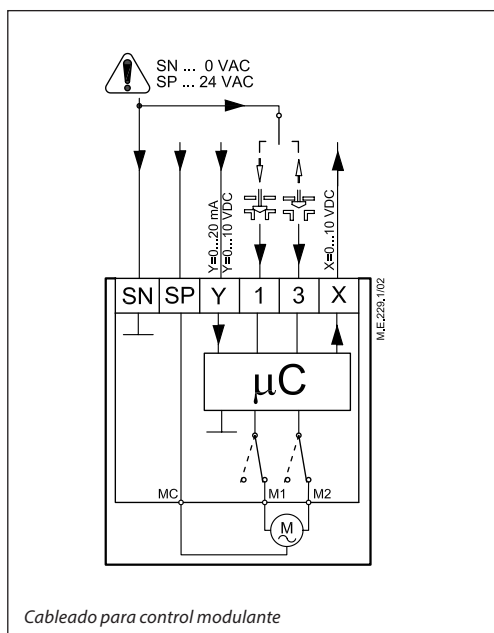 SN ... 0 VAC
SP ... 24 VAC
Y=0...20 mA
Y=0...10 VDC
X=0...10 VDC
SN SP Y 1 3 X
M.E.229.1/02
µC
MC M1 M2
M
Cableado para control modulante